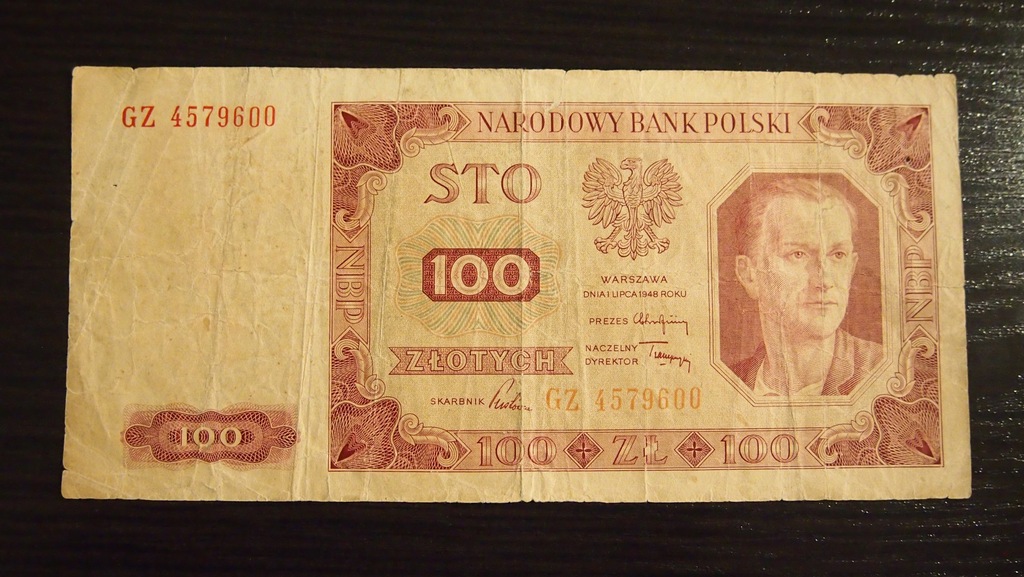 GZ 4579600
NARODOWY BANK POLSKI
STO
NBP
100
WARSZAWA
DNIA 1 LIPCA 1948 ROKU
NBP
PREZES
ZŁOTYCH
NACZELNY
DYREKTOR
SKARBNIK
GZ 4579600
100
100 ZŁ 100